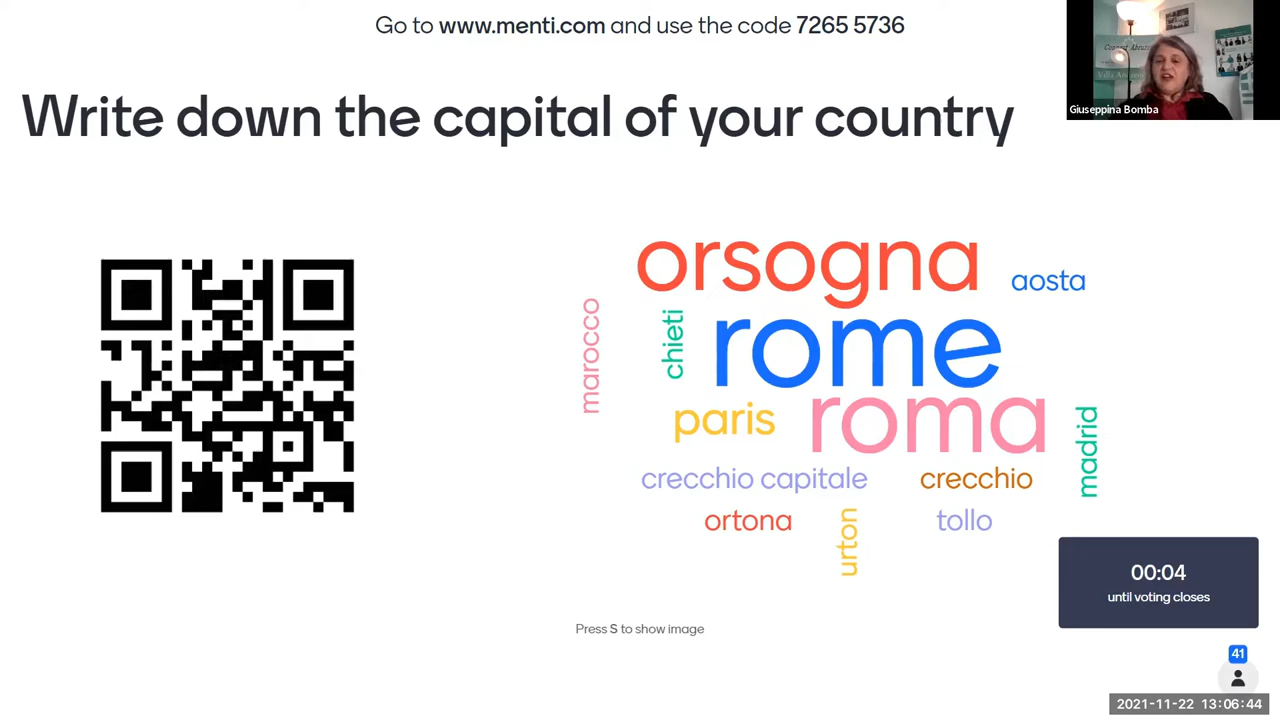 Go to www.menti.com and use the code 7265 5736
Write down the capital of your country
Giuseppina Bomba
orsogna
aosta
marocco
chieti
rome
paris
roma
madrid
crecchio capitale
crecchio
ortona
urton
tollo
00:04
until voting closes
Press S to show image
41
2021-11-22 13:06:44